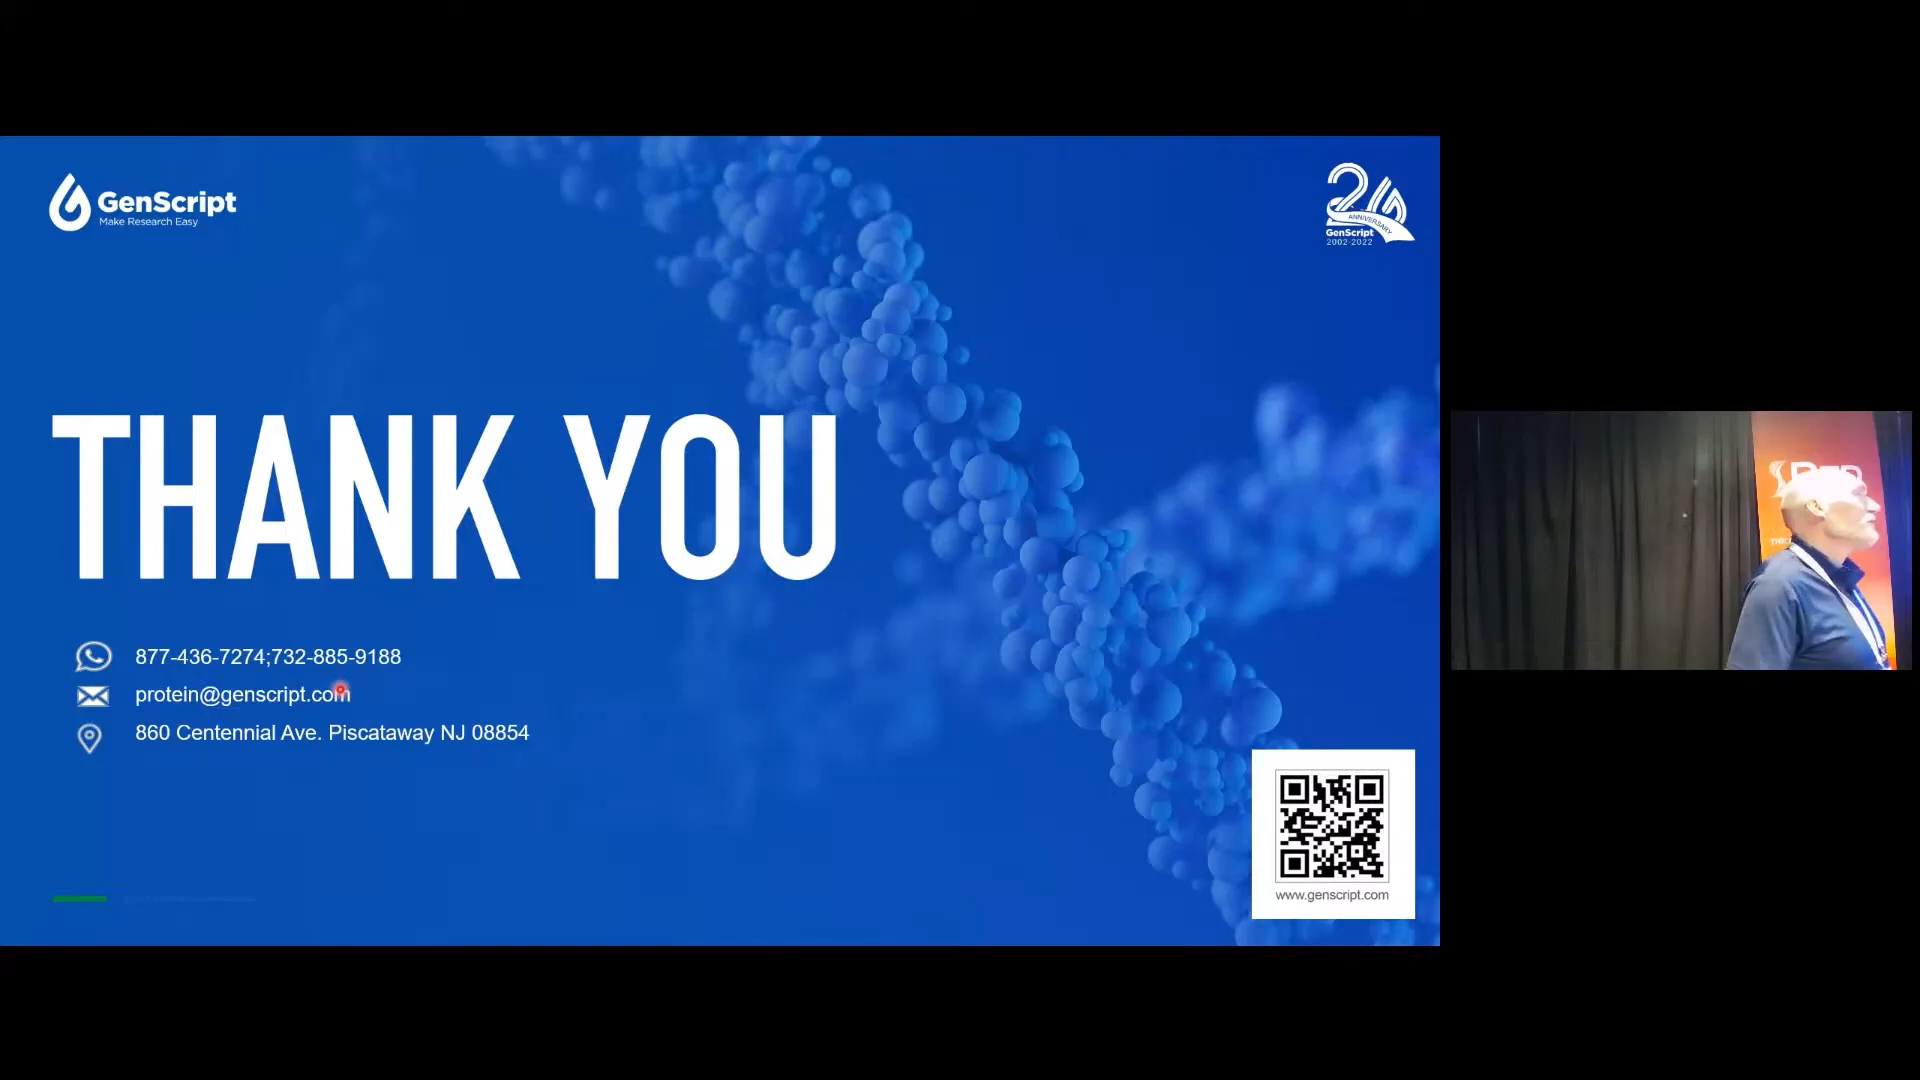 GenScript
Make Research Easy
20
ANNIVERSARY
GenScript
2002-2022
THANK YOU
877-436-7274;732-885-9188
protein@genscript.com
860 Centennial Ave. Piscataway NJ 08854
www.genscript.com